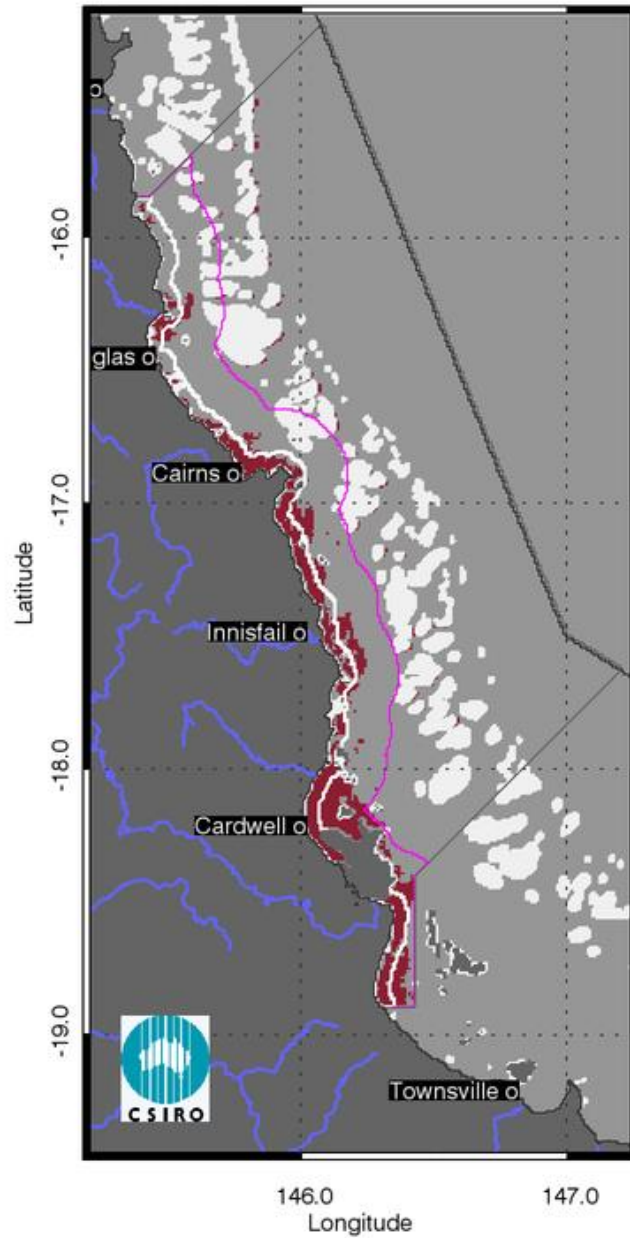 -16.0
glas o
Cairns o
-17.0
Latitude
Innisfail o
-18.0
Cardwell o
-19.0
CSIRO
Townsville o
146.0
147.0
Longitude